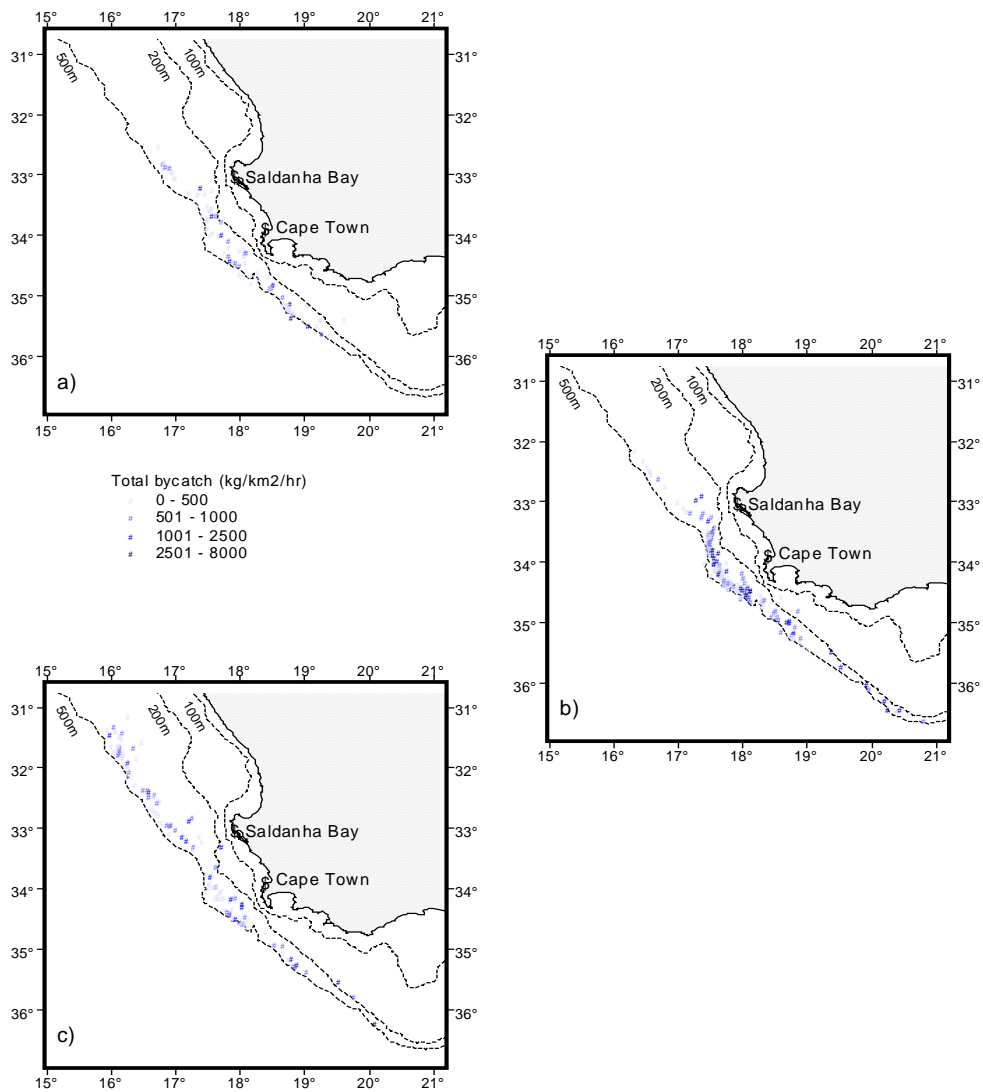 15° 16° 17° 18° 19° 20° 21°
31° 31°
32° 32°
33° 33°
34° 34°
35° 35°
36° 36°
500m
200m
100m
Saldanha Bay
Cape Town
a)
15° 16° 17° 18° 19° 20° 21°
Total bycatch (kg/km2/hr)
# 0 - 500
# 501 - 1000
# 1001 - 2500
# 2501 - 8000
15° 16° 17° 18° 19° 20° 21°
31° 31°
32° 32°
33° 33°
34° 34°
35° 35°
36° 36°
500m
200m
100m
Saldanha Bay
Cape Town
b)
15° 16° 17° 18° 19° 20° 21°
15° 16° 17° 18° 19° 20° 21°
31° 31°
32° 32°
33° 33°
34° 34°
35° 35°
36° 36°
500m
200m
100m
Saldanha Bay
Cape Town
c)
15° 16° 17° 18° 19° 20° 21°